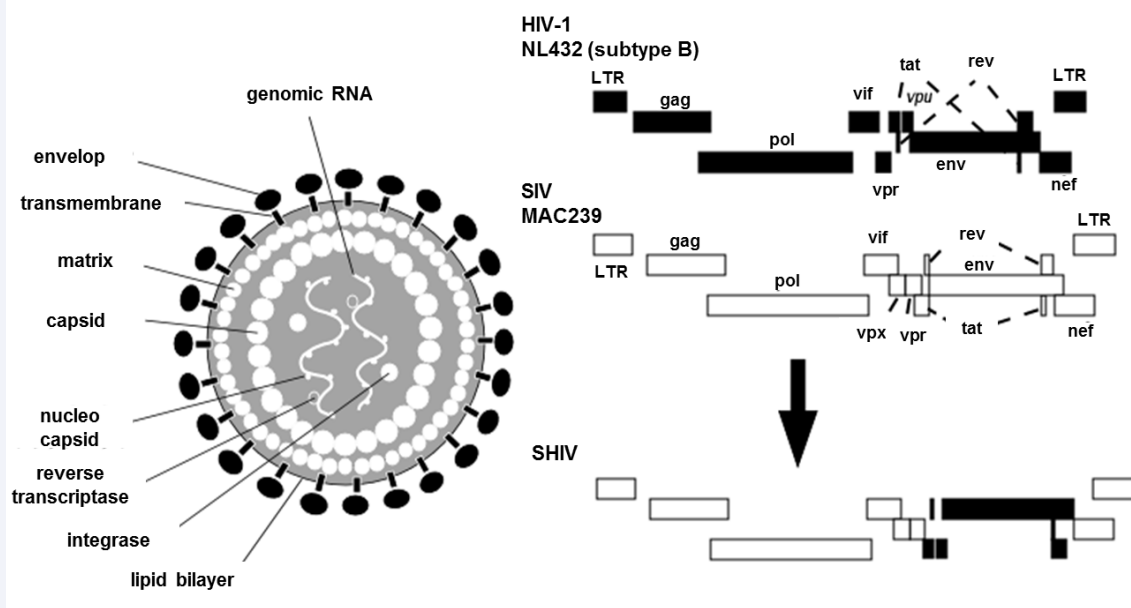 genomic RNA
envelop
transmembrane
matrix
capsid
nucleo
capsid
reverse
transcriptase
integrase
lipid bilayer
HIV-1
NL432 (subtype B)
LTR
gag
pol
vif
vpr
tat
vpu
rev
env
LTR
nef
SIV
MAC239
LTR
gag
pol
vif
vpx
vpr
rev
env
tat
LTR
nef
SHIV